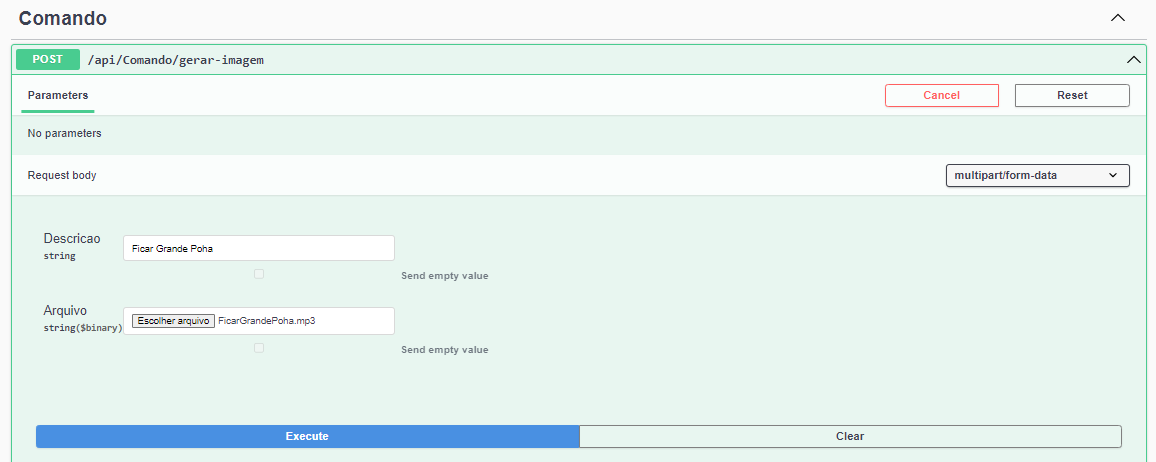 Comando
POST /api/Comando/gerar-imagem
Parameters Cancel Reset
No parameters
Request body multipart/form-data
Descricao
string
Ficar Grande Poha
Send empty value
Arquivo
string($binary)
Escolher arquivo FicarGrandePoha.mp3
Send empty value
Execute Clear